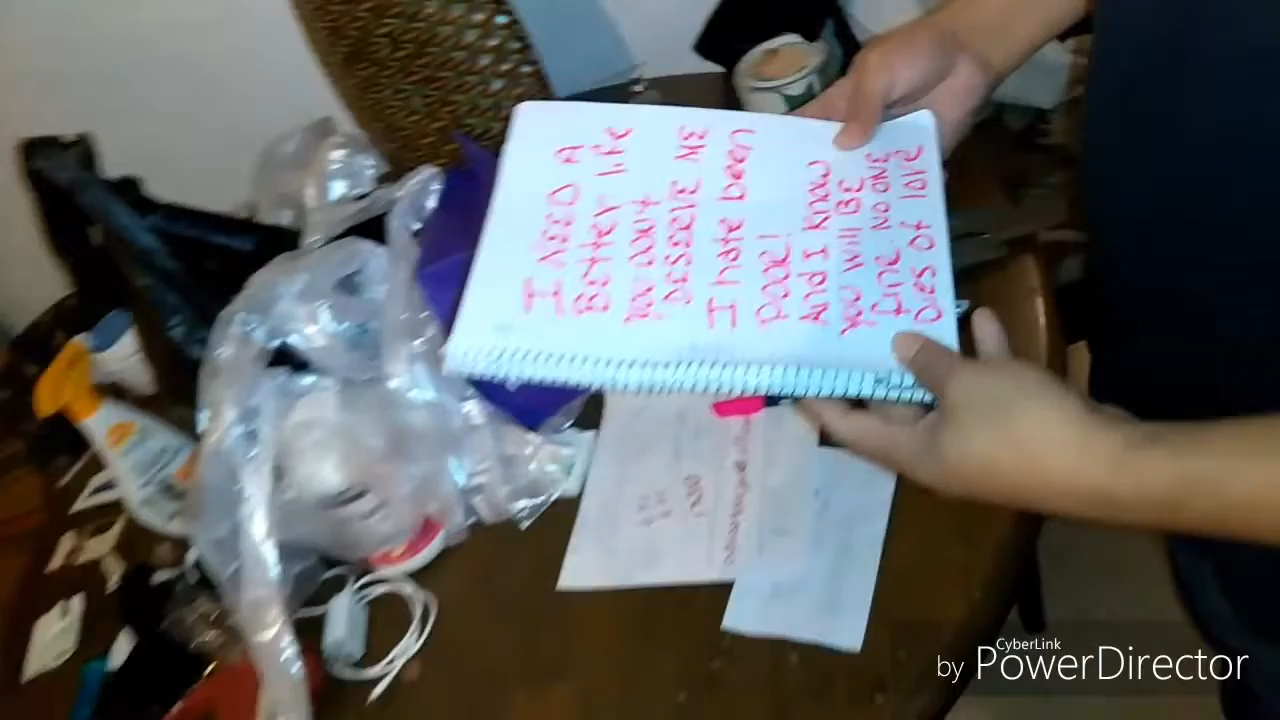 I NEED A
BETTER life
YOU DON'T
DESERVE ME
I hate been
POOR!
And I Know
YOU Will BE
fine. NO ONE
DIES Of lOVE
CyberLink
by PowerDirector